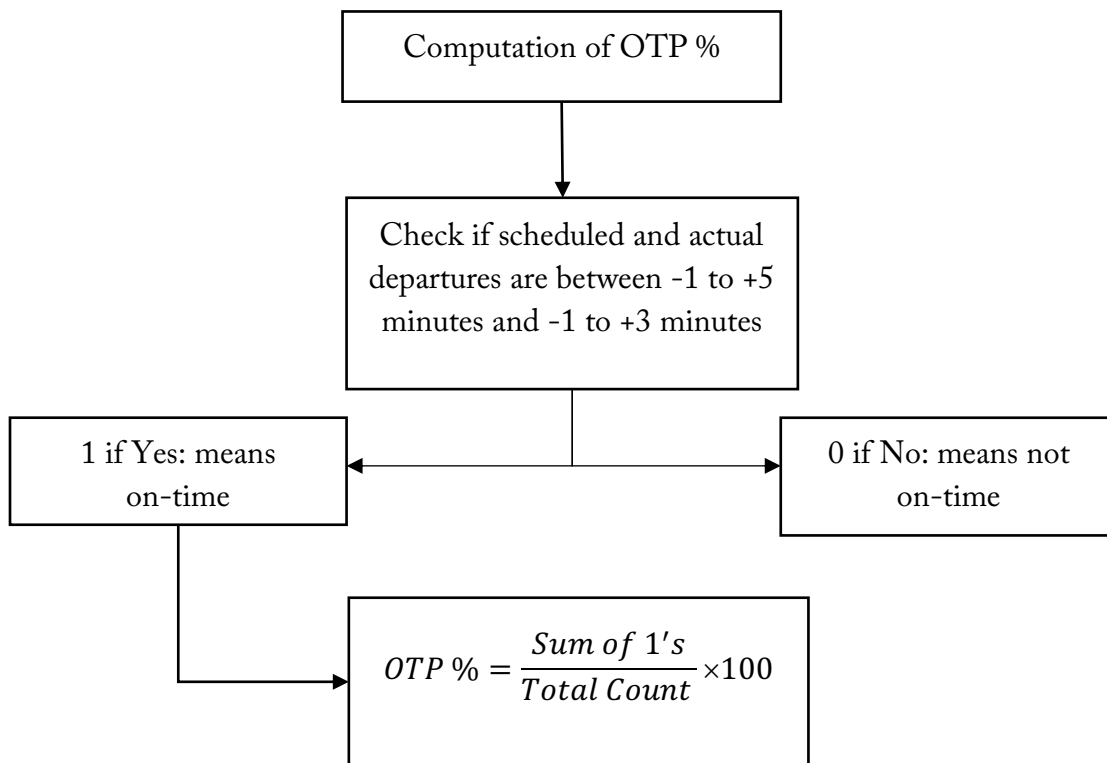 Computation of OTP %
Check if scheduled and actual
departures are between -1 to +5
minutes and -1 to +3 minutes
1 if Yes: means
on-time
0 if No: means not
on-time
OTP % = Sum of 1's / Total Count ×100